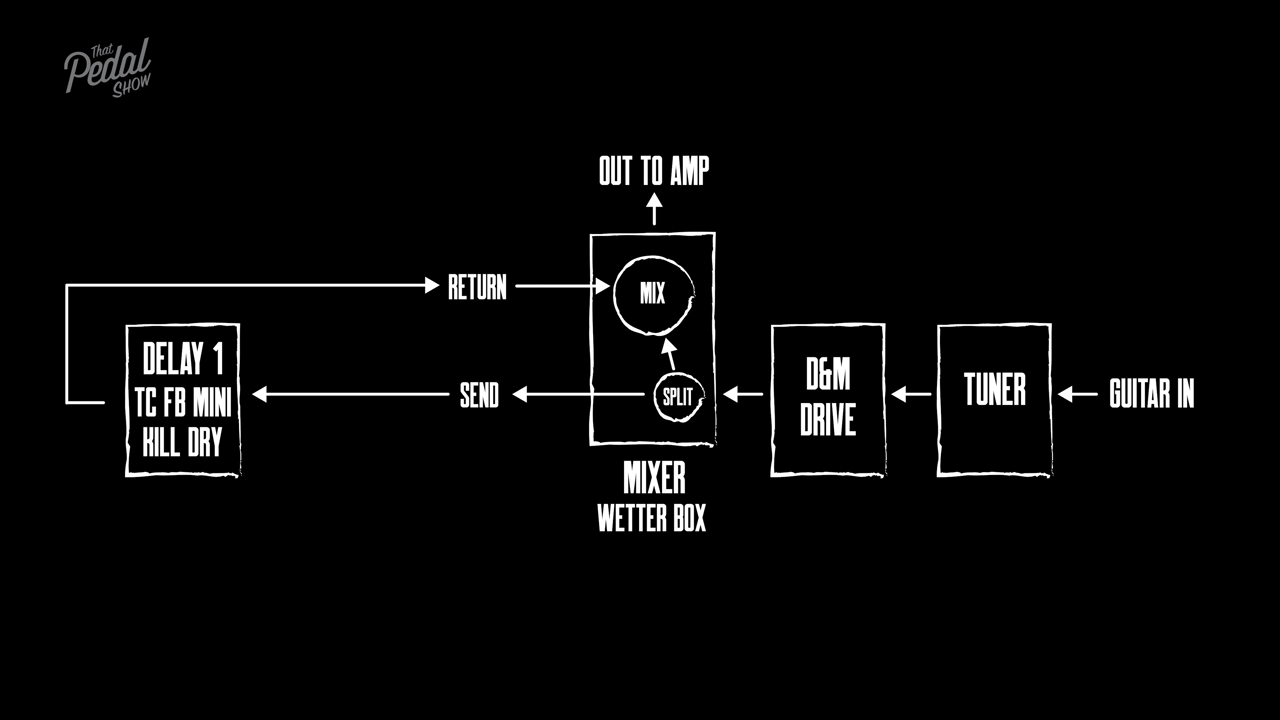 That
Pedal
SHOW
OUT TO AMP
RETURN
MIX
DELAY 1
TC FB MINI
KILL DRY
SEND
SPLIT
D&M
DRIVE
TUNER
GUITAR IN
MIXER
WETTER BOX